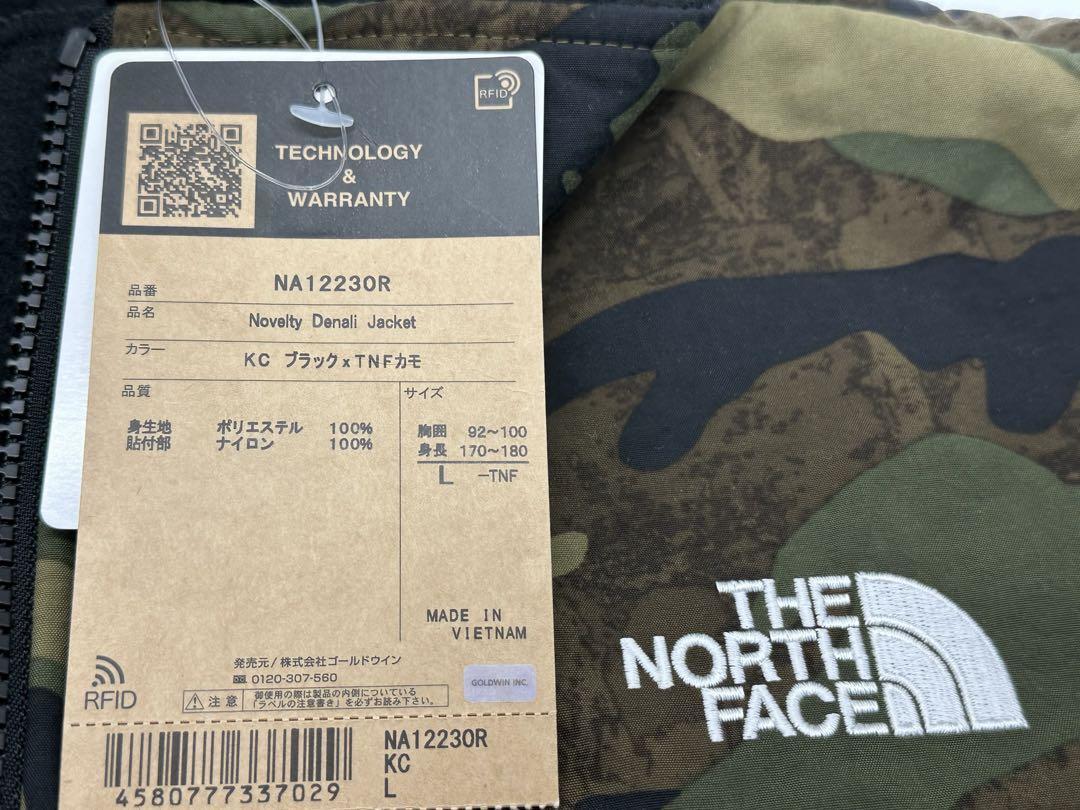 RFID
TECHNOLOGY
&
WARRANTY
品番 NA12230R
品名 Novelty Denali Jacket
カラー KC ブラックxTNFカモ
品質
身生地 ポリエステル 100%
貼付部 ナイロン 100%
サイズ
胸囲 92〜100
身長 170〜180
L -TNF
MADE IN
VIETNAM
発売元/株式会社ゴールドウイン
0120-307-560
GOLDWIN INC.
RFID
注意 御使用の際は製品の内側についている
「ラベルの注意書き」を必ずお読み下さい。
NA12230R
KC
L
4580777337029
THE
NORTH
FACE